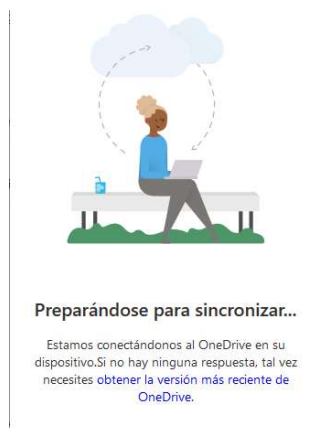 Preparándose para sincronizar...
Estamos conectándonos al OneDrive en su
dispositivo.Si no hay ninguna respuesta, tal vez
necesites obtener la versión más reciente de
OneDrive.